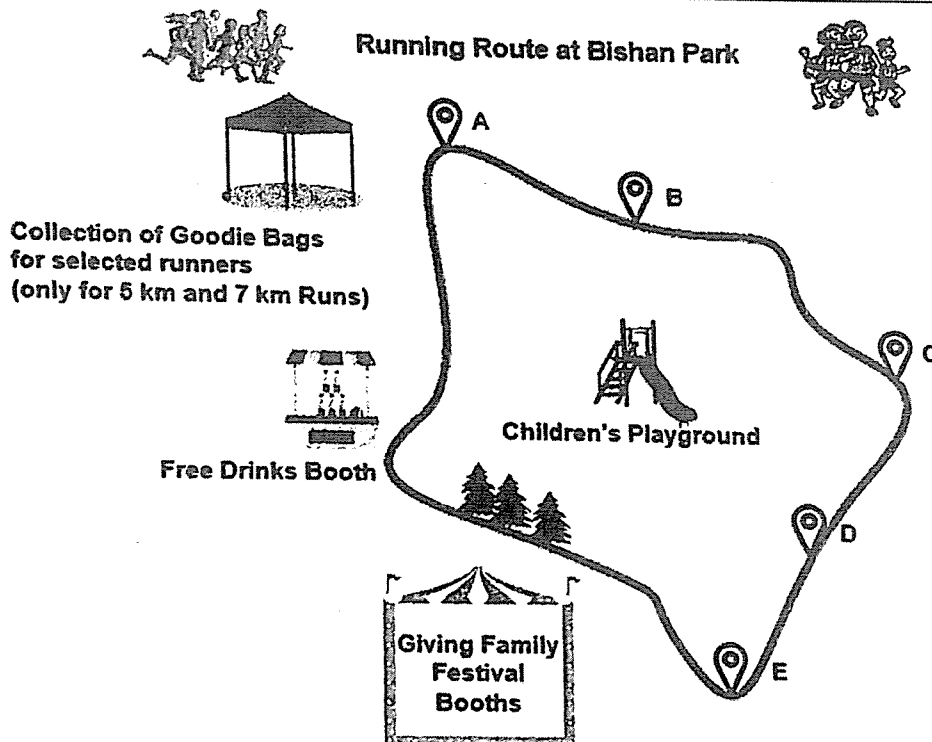 Running Route at Bishan Park
A
B
Collection of Goodie Bags
for selected runners
(only for 5 km and 7 km Runs)
C
Children's Playground
Free Drinks Booth
D
Giving Family
Festival
Booths
E